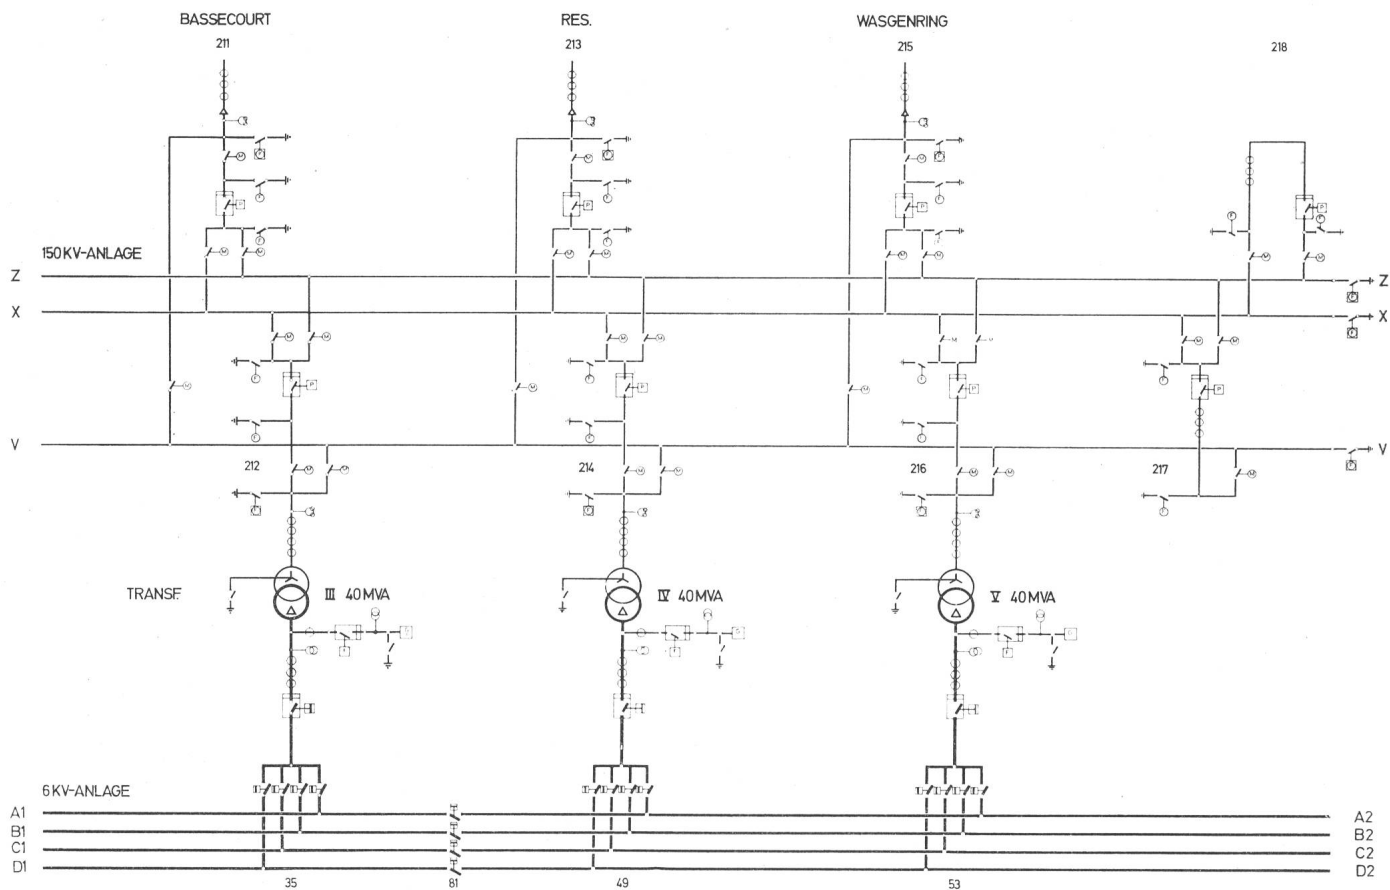 BASSECOURT RES. WASGENRING
211 213 215 218
150KV-ANLAGE
Z Z
X X
V V
212 214 216 217
TRANSF. III 40MVA IV 40MVA V 40MVA
6KV-ANLAGE
A1 A2
B1 B2
C1 C2
D1 D2
35 81 49 53